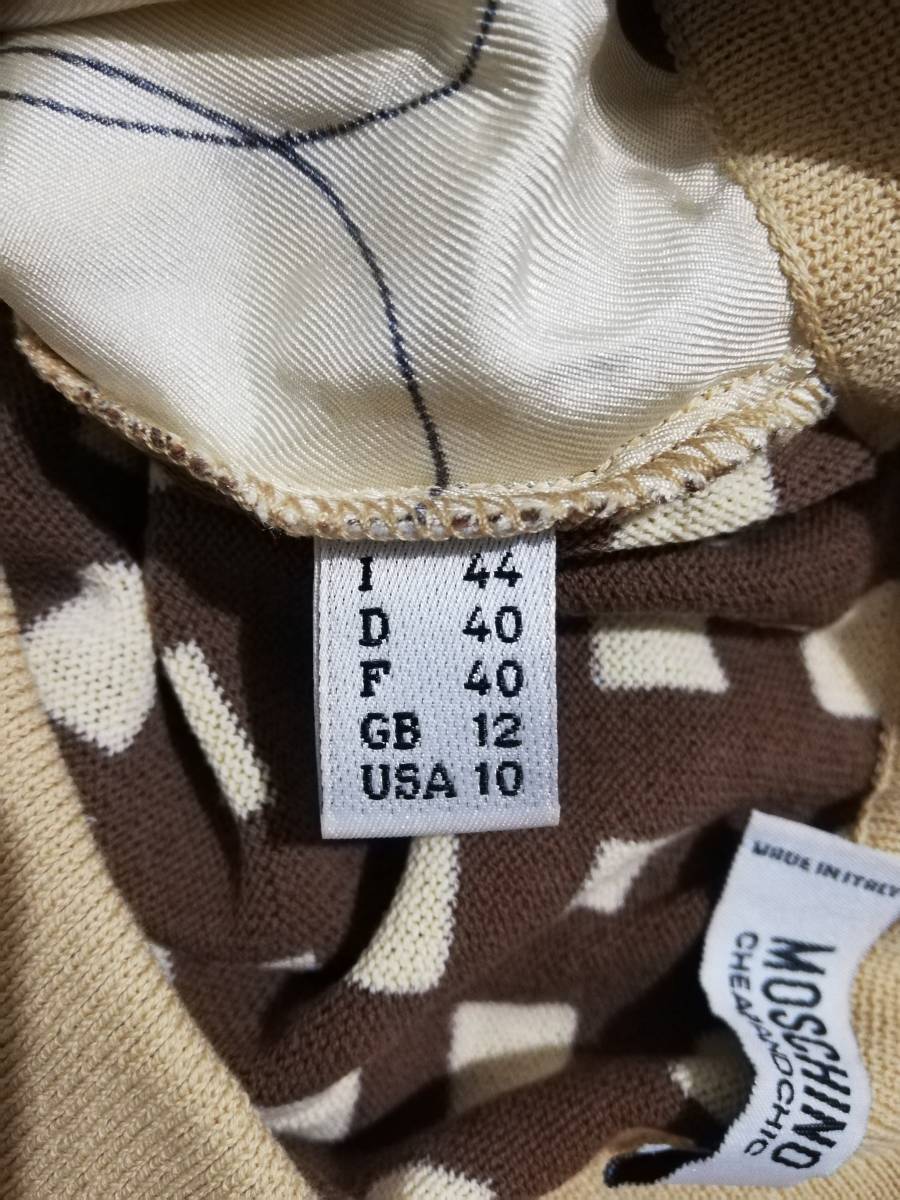 I 44
D 40
F 40
GB 12
USA 10
MADE IN ITALY
MOSCHINO
CHEAPANDCHIC